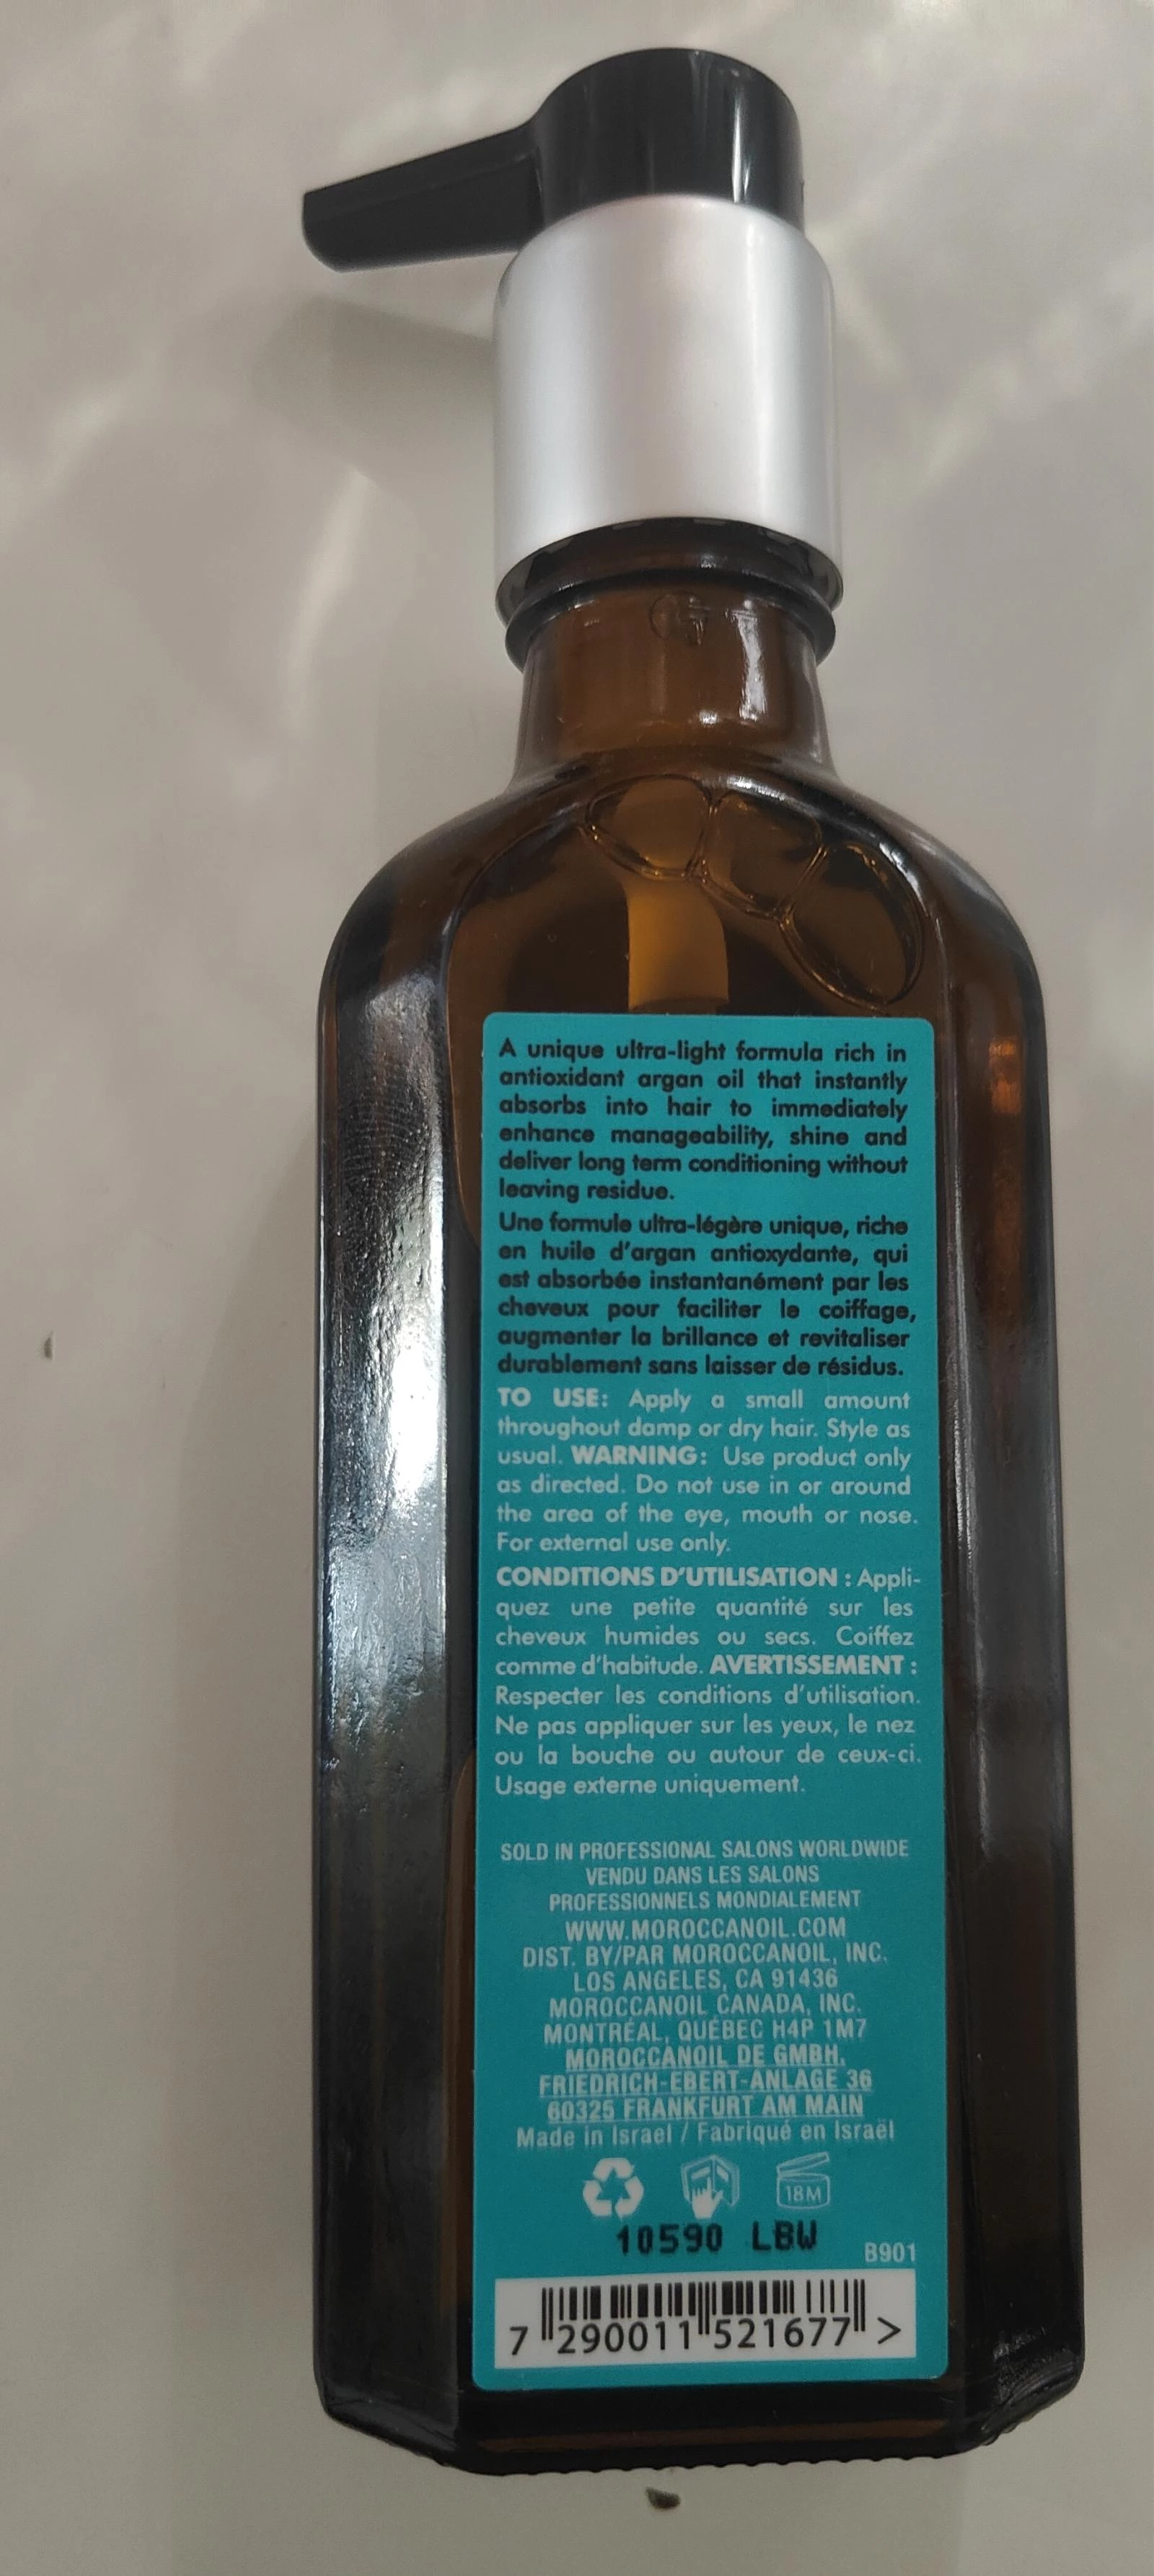 A unique ultra-light formula rich in
antioxidant argan oil that instantly
absorbs into hair to immediately
enhance manageability, shine and
deliver long term conditioning without
leaving residue.
Une formule ultra-légère unique, riche
en huile d'argan antioxydante, qui
est absorbée instantanément par les
cheveux pour faciliter le coiffage,
augmenter la brillance et revitaliser
durablement sans laisser de résidus.
TO USE: Apply a small amount
throughout damp or dry hair. Style as
usual. WARNING: Use product only
as directed. Do not use in or around
the area of the eye, mouth or nose.
For external use only.
CONDITIONS D'UTILISATION : Appli-
quez une petite quantité sur les
cheveux humides ou secs. Coiffez
comme d'habitude. AVERTISSEMENT :
Respecter les conditions d'utilisation.
Ne pas appliquer sur les yeux, le nez
ou la bouche ou autour de ceux-ci.
Usage externe uniquement.
SOLD IN PROFESSIONAL SALONS WORLDWIDE
VENDU DANS LES SALONS
PROFESSIONNELS MONDIALEMENT
WWW.MOROCCANOIL.COM
DIST. BY/PAR MOROCCANOIL, INC.
LOS ANGELES, CA 91436
MOROCCANOIL CANADA, INC.
MONTRÉAL, QUÉBEC H4P 1M7
MOROCCANOIL DE GMBH.
FRIEDRICH-EBERT-ANLAGE 36
60325 FRANKFURT AM MAIN
Made in Israel / Fabriqué en Israël
18M
10590 LBW
B901
7 290011 521677 >